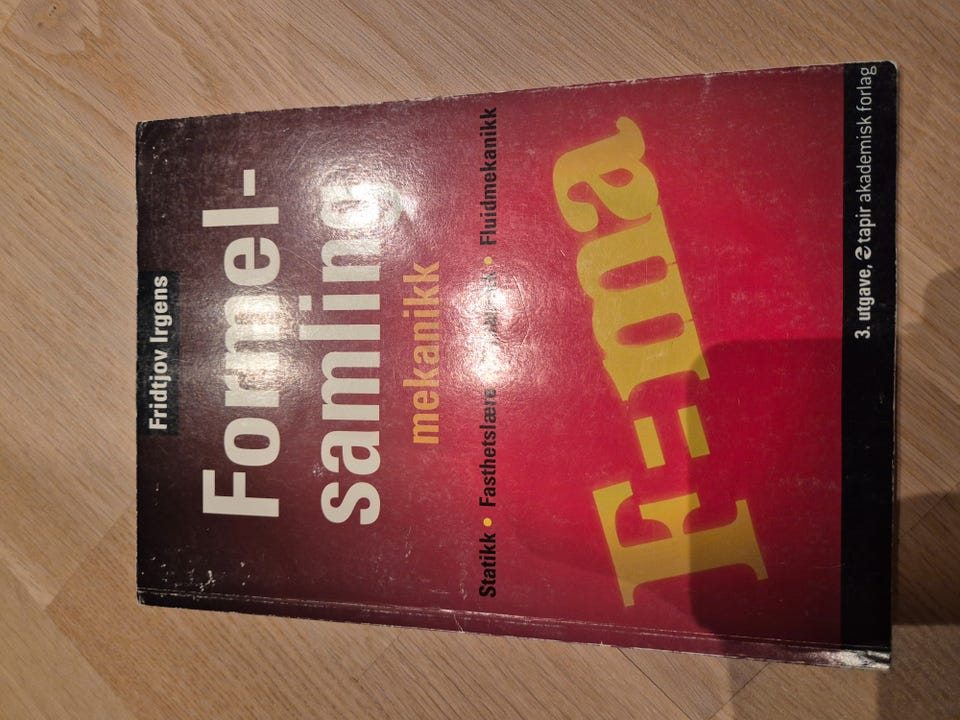 Fridtjov Irgens
Formel-
samling
mekanikk
Statikk • Fasthetslære • Fluidmekanikk
F=ma
3. utgave, tapir akademisk forlag